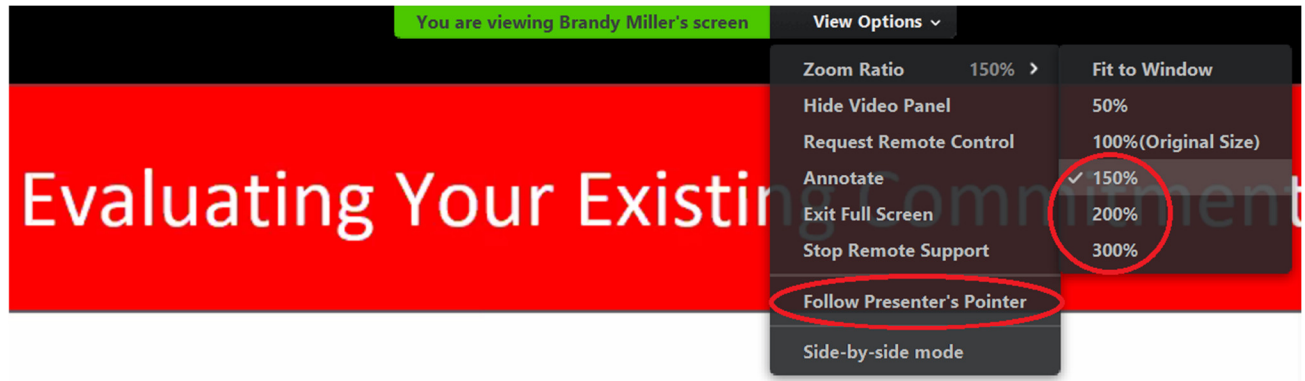 You are viewing Brandy Miller's screen
View Options
Zoom Ratio 150%
Hide Video Panel
Request Remote Control
Annotate
Exit Full Screen
Stop Remote Support
Follow Presenter's Pointer
Side-by-side mode
Fit to Window
50%
100%(Original Size)
150%
200%
300%
Evaluating Your Existing Commitment